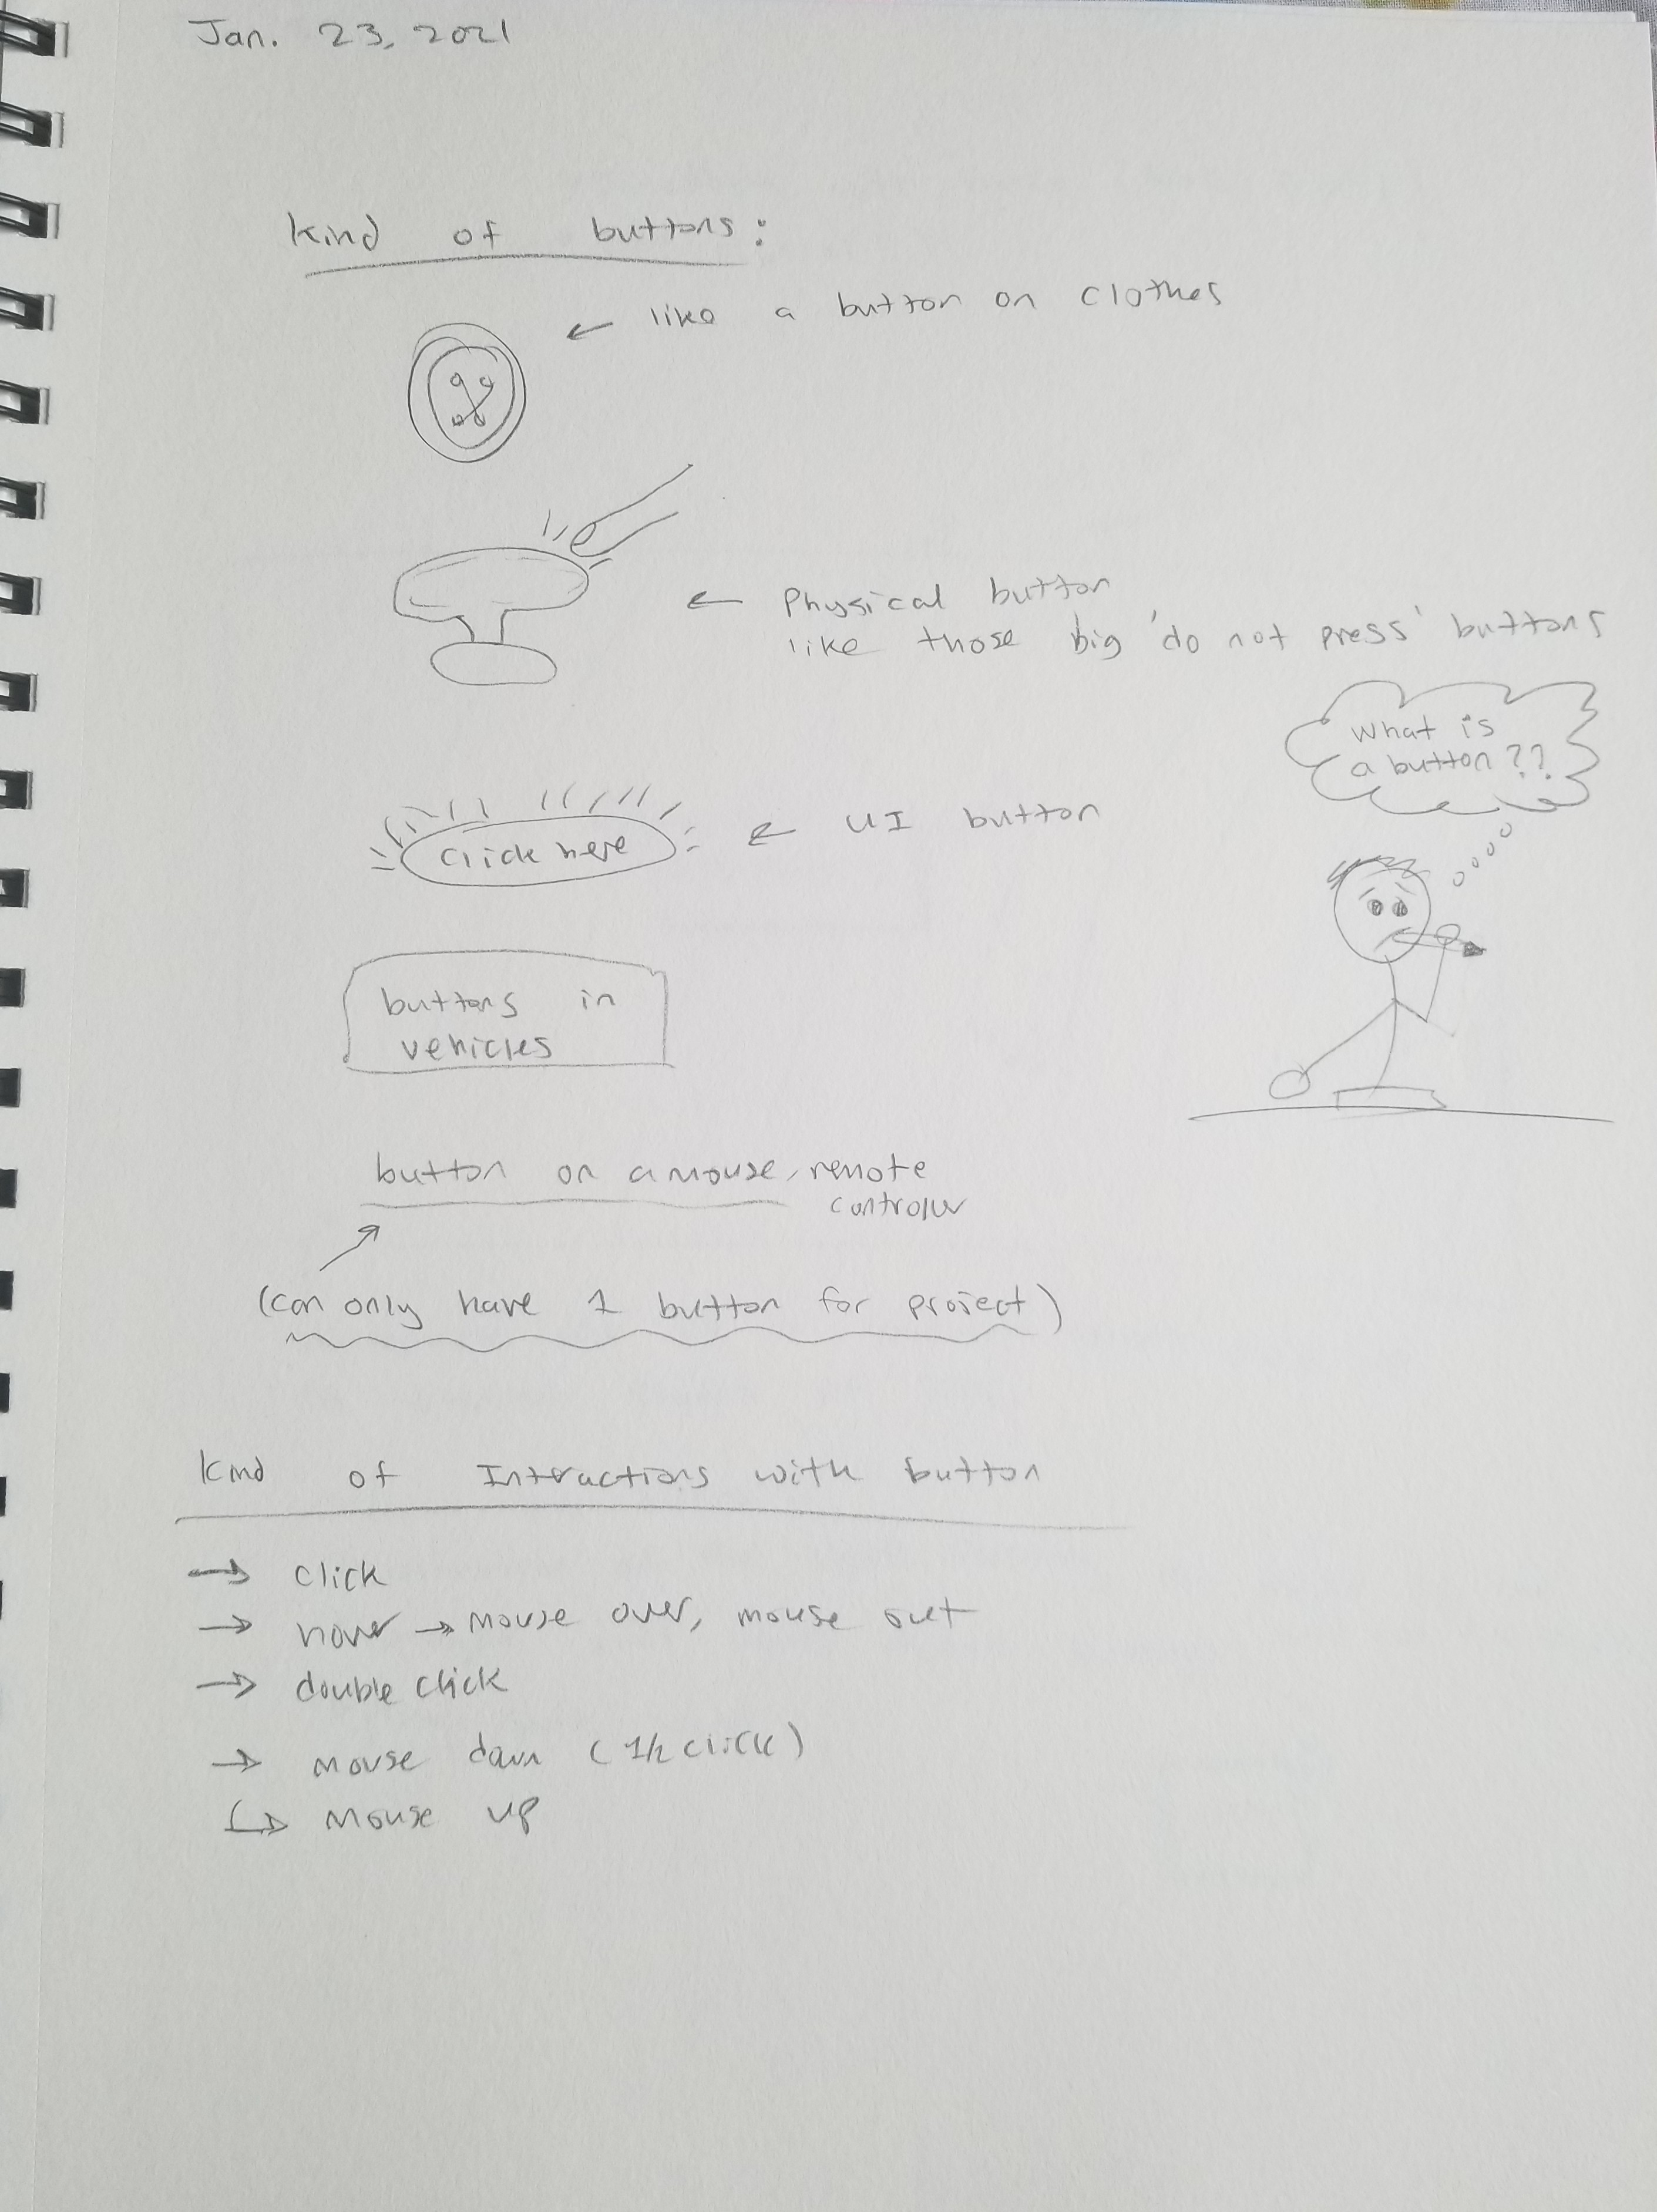 Jan. 23, 2021
Kind of buttons:
like a button on clothes
Physical button
like those big 'do not press' buttons
What is
a button??
Click here
UI button
buttons in
vehicles
button on a mouse, remote
controller
(can only have 1 button for project)
Kind of Interactions with button
click
hover → mouse over, mouse out
double click
mouse down (1/2 click)
mouse up